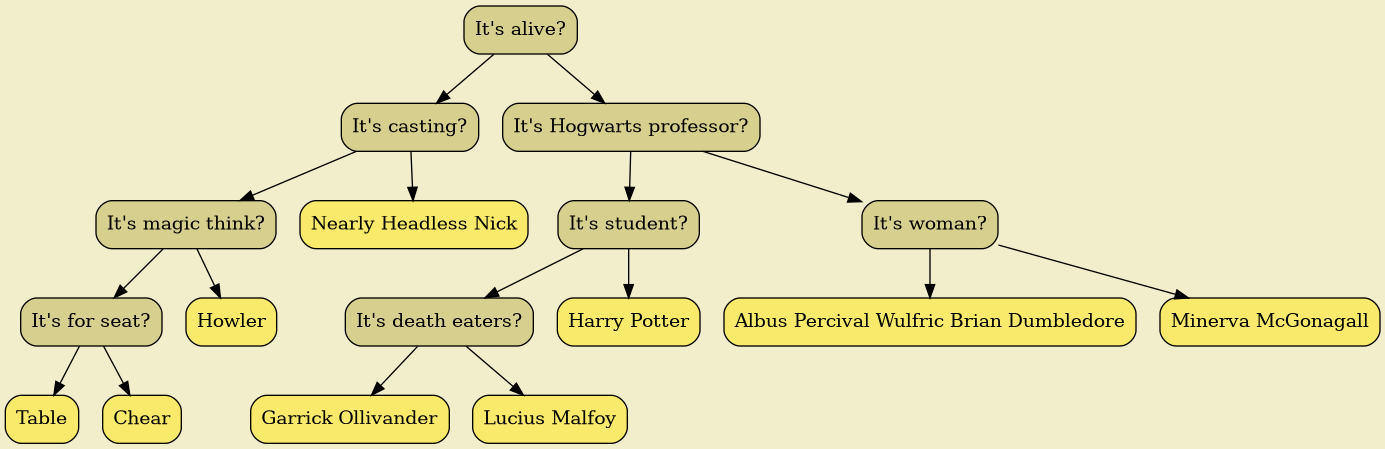 It's alive?
It's casting?
It's Hogwarts professor?
It's magic think?
Nearly Headless Nick
It's student?
It's woman?
It's for seat?
Howler
It's death eaters?
Harry Potter
Albus Percival Wulfric Brian Dumbledore
Minerva McGonagall
Table
Chear
Garrick Ollivander
Lucius Malfoy